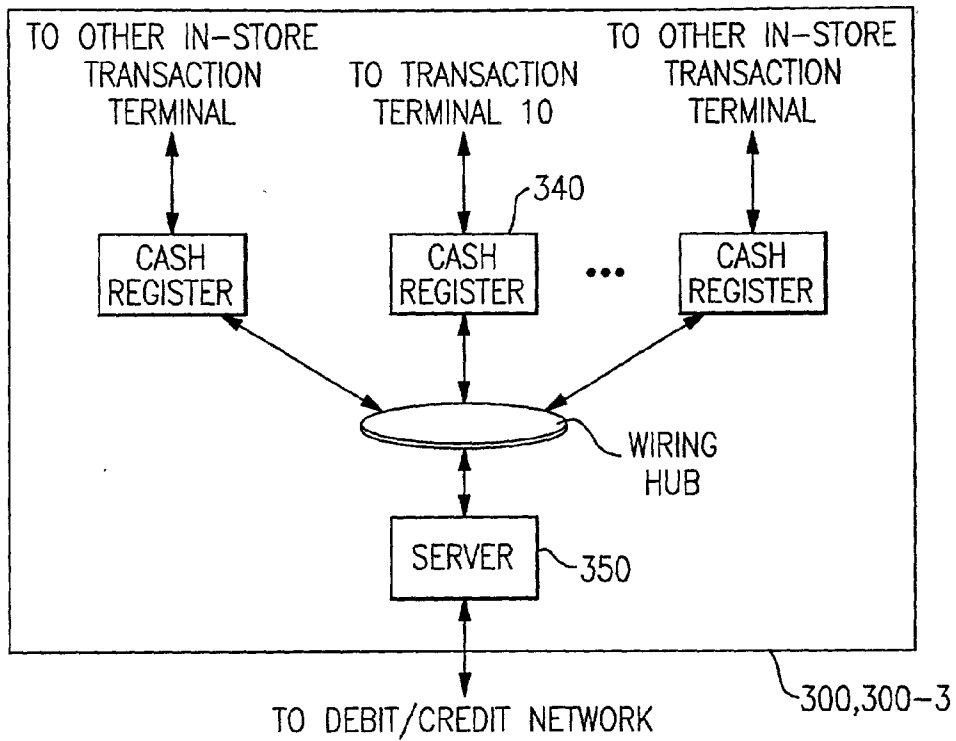 TO OTHER IN-STORE
TRANSACTION
TERMINAL
TO TRANSACTION
TERMINAL 10
TO OTHER IN-STORE
TRANSACTION
TERMINAL
340
CASH
REGISTER
CASH
REGISTER
CASH
REGISTER
WIRING
HUB
SERVER
350
300,300-3
TO DEBIT/CREDIT NETWORK